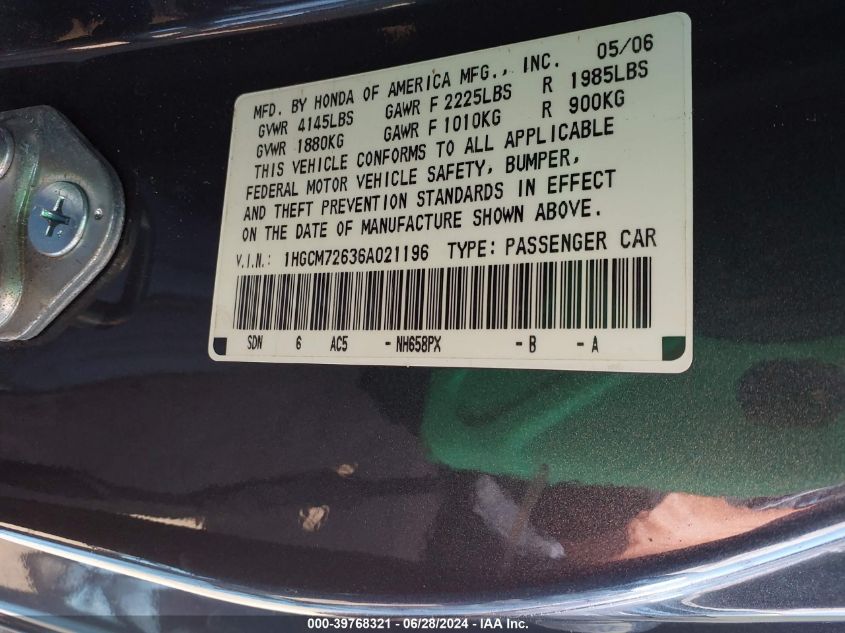 05/06
MFD. BY HONDA OF AMERICA MFG., INC.
GVWR 4145LBS GAWR F 2225LBS R 1985LBS
GVWR 1880KG GAWR F 1010KG R 900KG
THIS VEHICLE CONFORMS TO ALL APPLICABLE
FEDERAL MOTOR VEHICLE SAFETY, BUMPER,
AND THEFT PREVENTION STANDARDS IN EFFECT
ON THE DATE OF MANUFACTURE SHOWN ABOVE.
V.I.N.: 1HGCM72636A021196 TYPE: PASSENGER CAR
SDN 6 AC5 - NH658PX - B - A
000-39768321 / 06/28/2024 - IAA Inc.